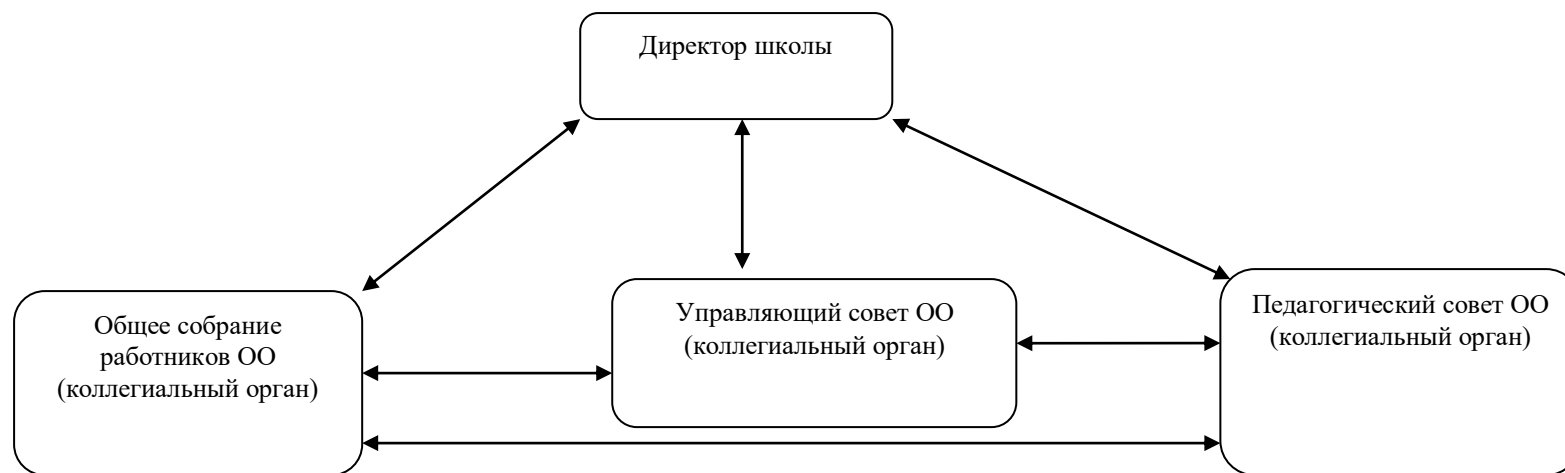 Директор школы
Общее собрание
работников ОО
(коллегиальный орган)
Управляющий совет ОО
(коллегиальный орган)
Педагогический совет ОО
(коллегиальный орган)